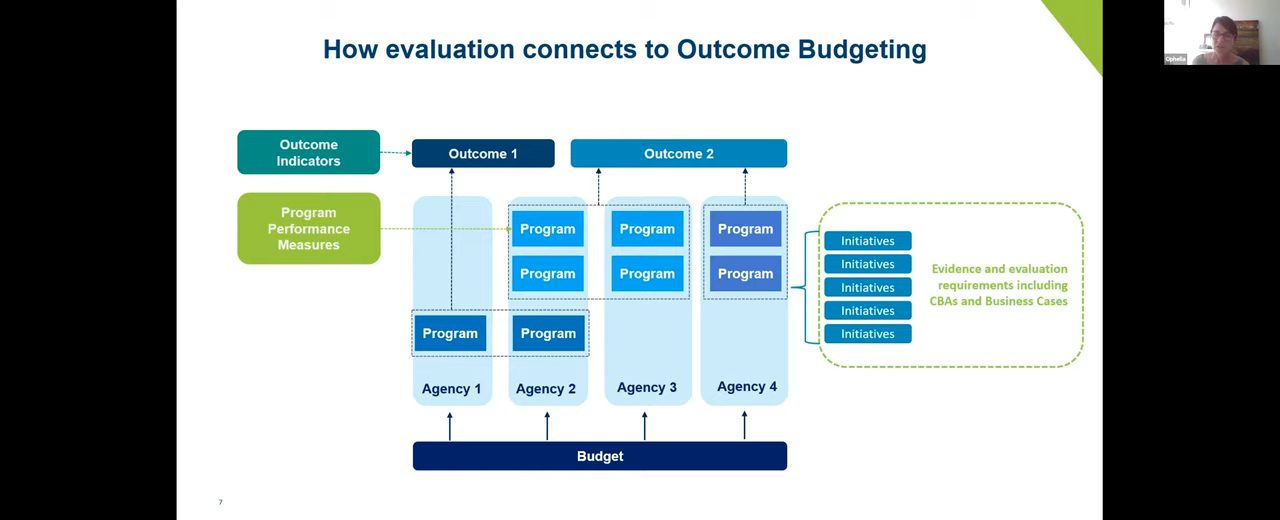 How evaluation connects to Outcome Budgeting
Ophelia
Outcome
Indicators
Outcome 1
Outcome 2
Program
Performance
Measures
Program
Program
Program
Program
Program
Program
Program
Program
Initiatives
Initiatives
Initiatives
Initiatives
Initiatives
Evidence and evaluation
requirements including
CBAs and Business Cases
Agency 1
Agency 2
Agency 3
Agency 4
Budget
7